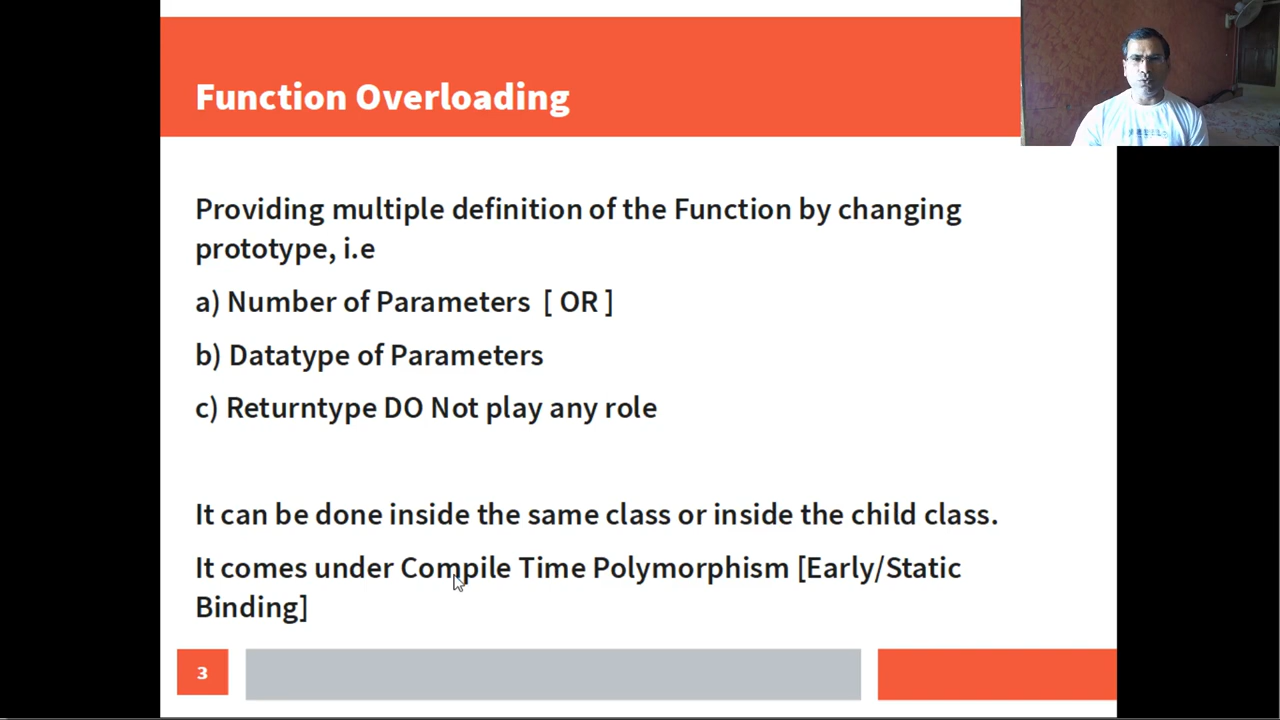 Function Overloading
Providing multiple definition of the Function by changing
prototype, i.e
a) Number of Parameters [ OR ]
b) Datatype of Parameters
c) Returntype DO Not play any role
It can be done inside the same class or inside the child class.
It comes under Compile Time Polymorphism [Early/Static
Binding]
3